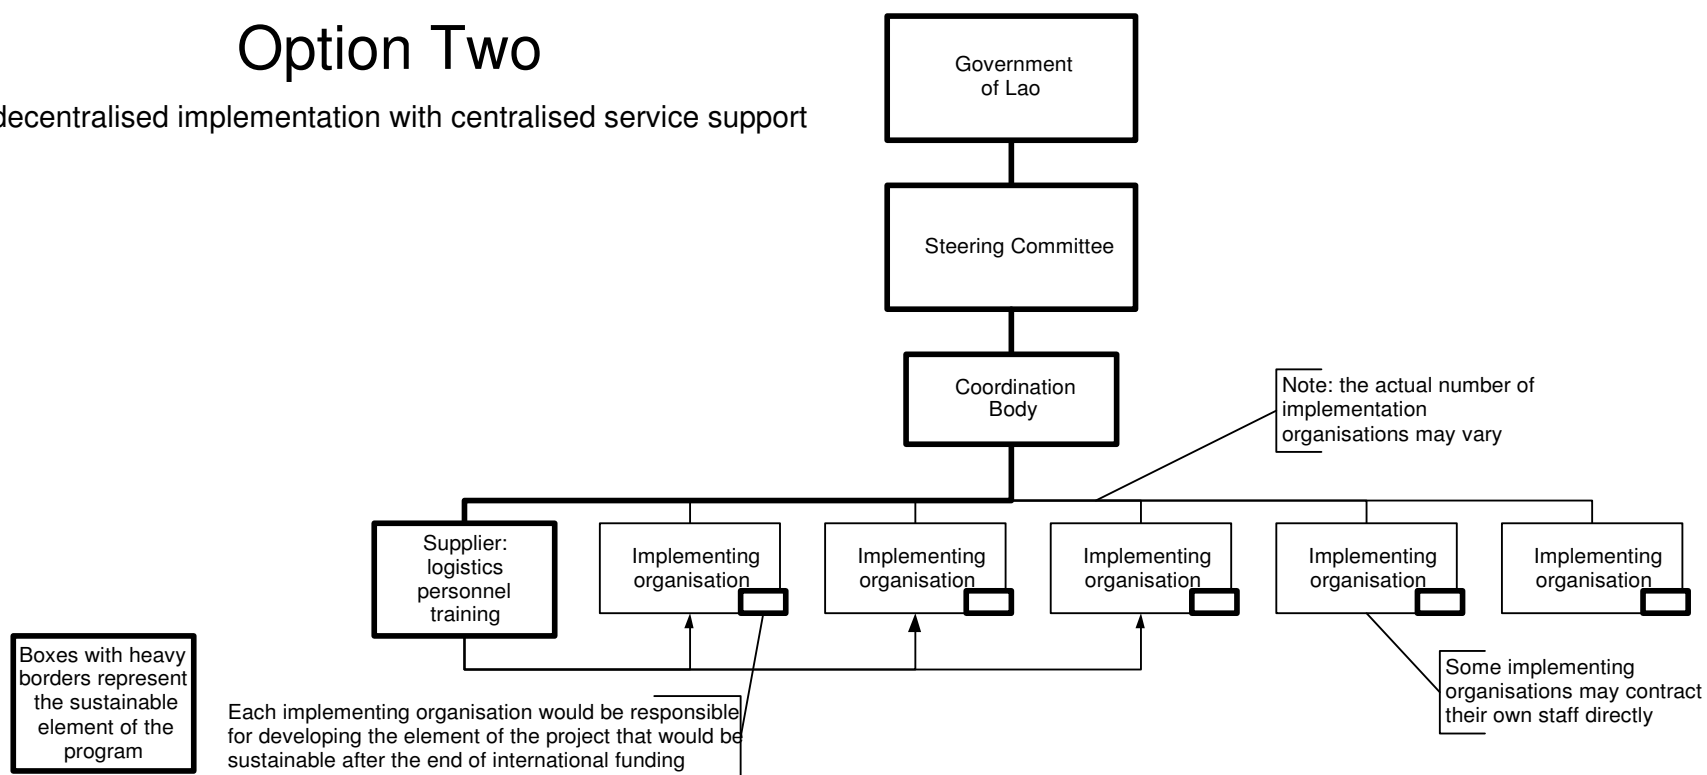 Option Two
decentralised implementation with centralised service support
Government
of Lao
Steering Committee
Coordination
Body
Note: the actual number of
implementation
organisations may vary
Supplier:
logistics
personnel
training
Implementing
organisation
Implementing
organisation
Implementing
organisation
Implementing
organisation
Implementing
organisation
Boxes with heavy
borders represent
the sustainable
element of the
program
Each implementing organisation would be responsible
for developing the element of the project that would be
sustainable after the end of international funding
Some implementing
organisations may contract
their own staff directly